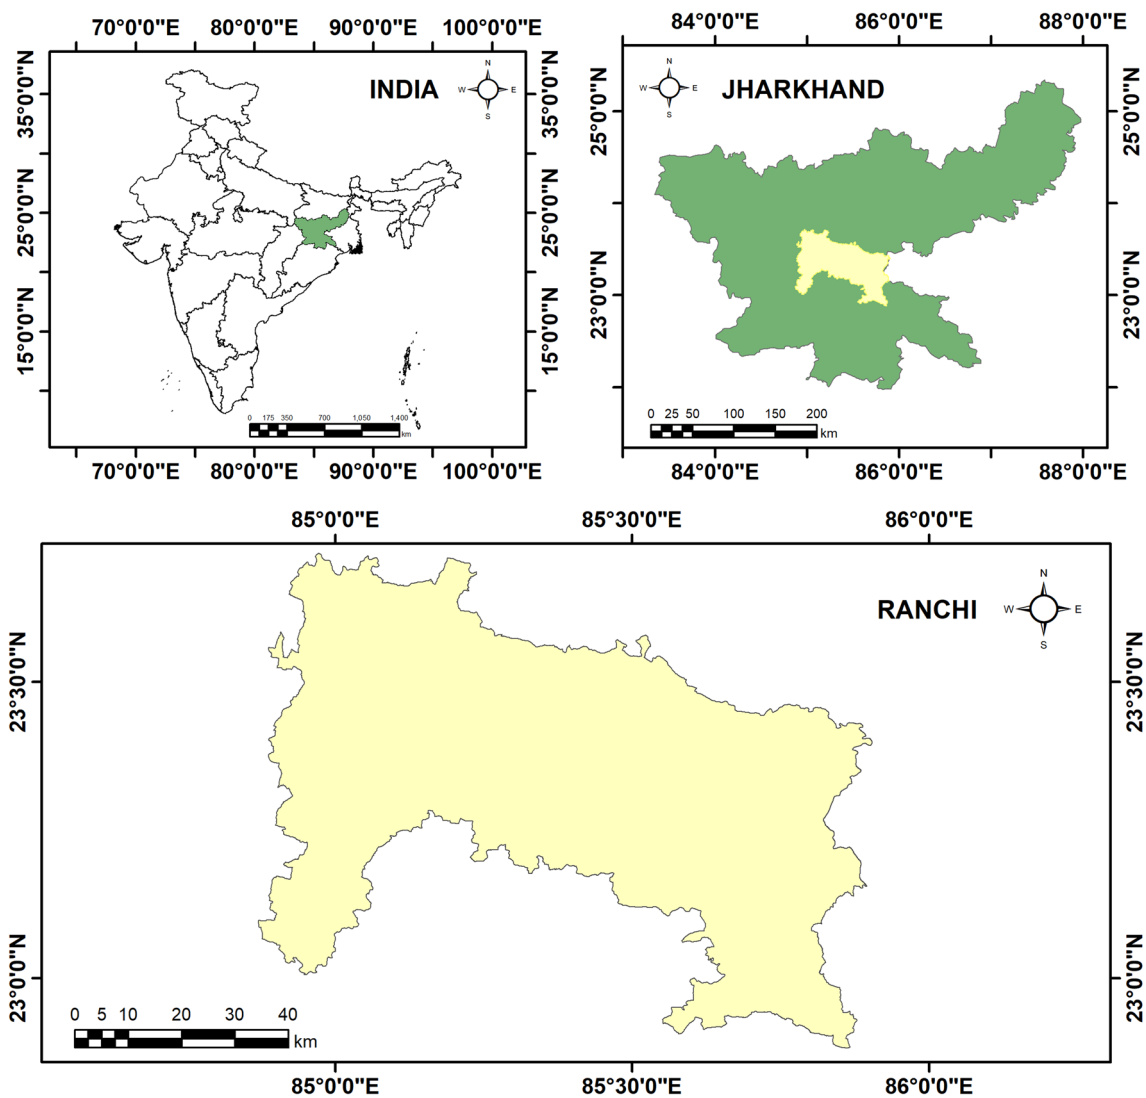 70°0'0"E 80°0'0"E 90°0'0"E 100°0'0"E
35°0'0"N
25°0'0"N
15°0'0"N
INDIA
N
W E
S
35°0'0"N
25°0'0"N
15°0'0"N
0 175 350 700 1,050 1,400
km
70°0'0"E 80°0'0"E 90°0'0"E 100°0'0"E
84°0'0"E 86°0'0"E 88°0'0"E
25°0'0"N
23°0'0"N
N
W E
S
JHARKHAND
25°0'0"N
23°0'0"N
0 25 50 100 150 200
km
84°0'0"E 86°0'0"E 88°0'0"E
85°0'0"E 85°30'0"E 86°0'0"E
23°30'0"N
23°0'0"N
RANCHI
N
W E
S
23°30'0"N
23°0'0"N
0 5 10 20 30 40
km
85°0'0"E 85°30'0"E 86°0'0"E